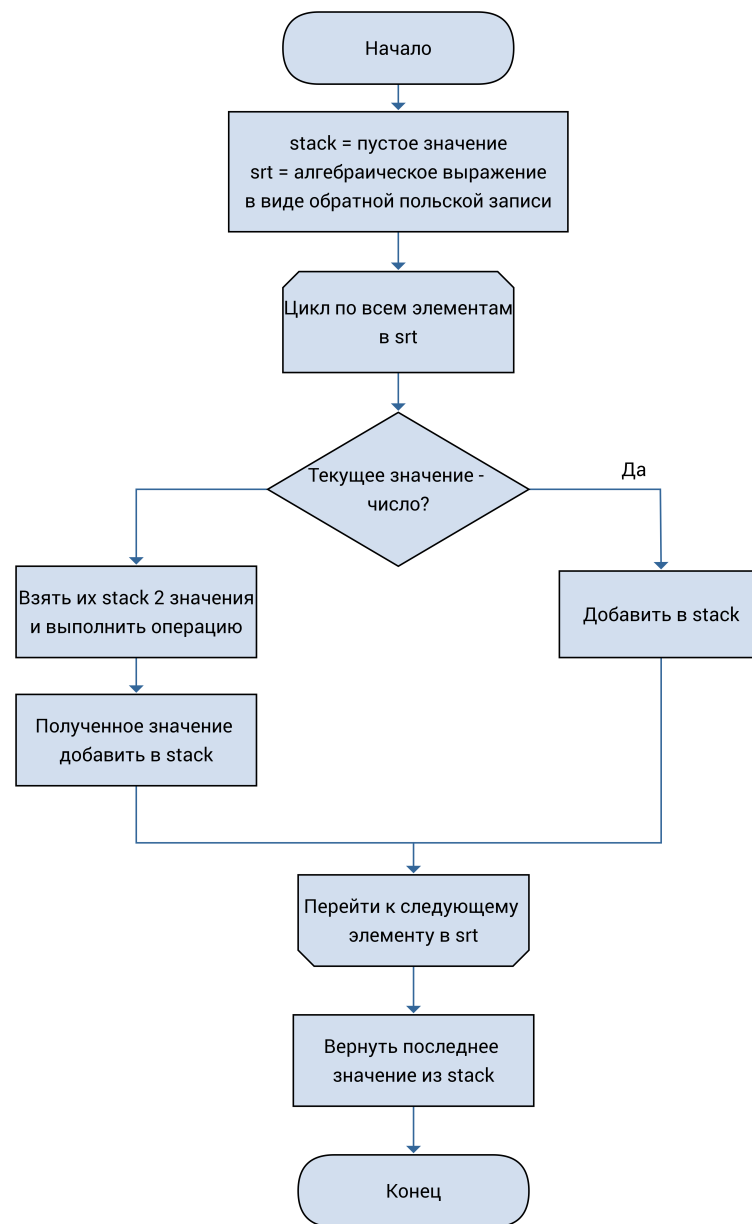 Начало
stack = пустое значение
srt = алгебраическое выражение
в виде обратной польской записи
Цикл по всем элементам
в srt
Текущее значение -
число?
Да
Взять их stack 2 значения
и выполнить операцию
Добавить в stack
Полученное значение
добавить в stack
Перейти к следующему
элементу в srt
Вернуть последнее
значение из stack
Конец